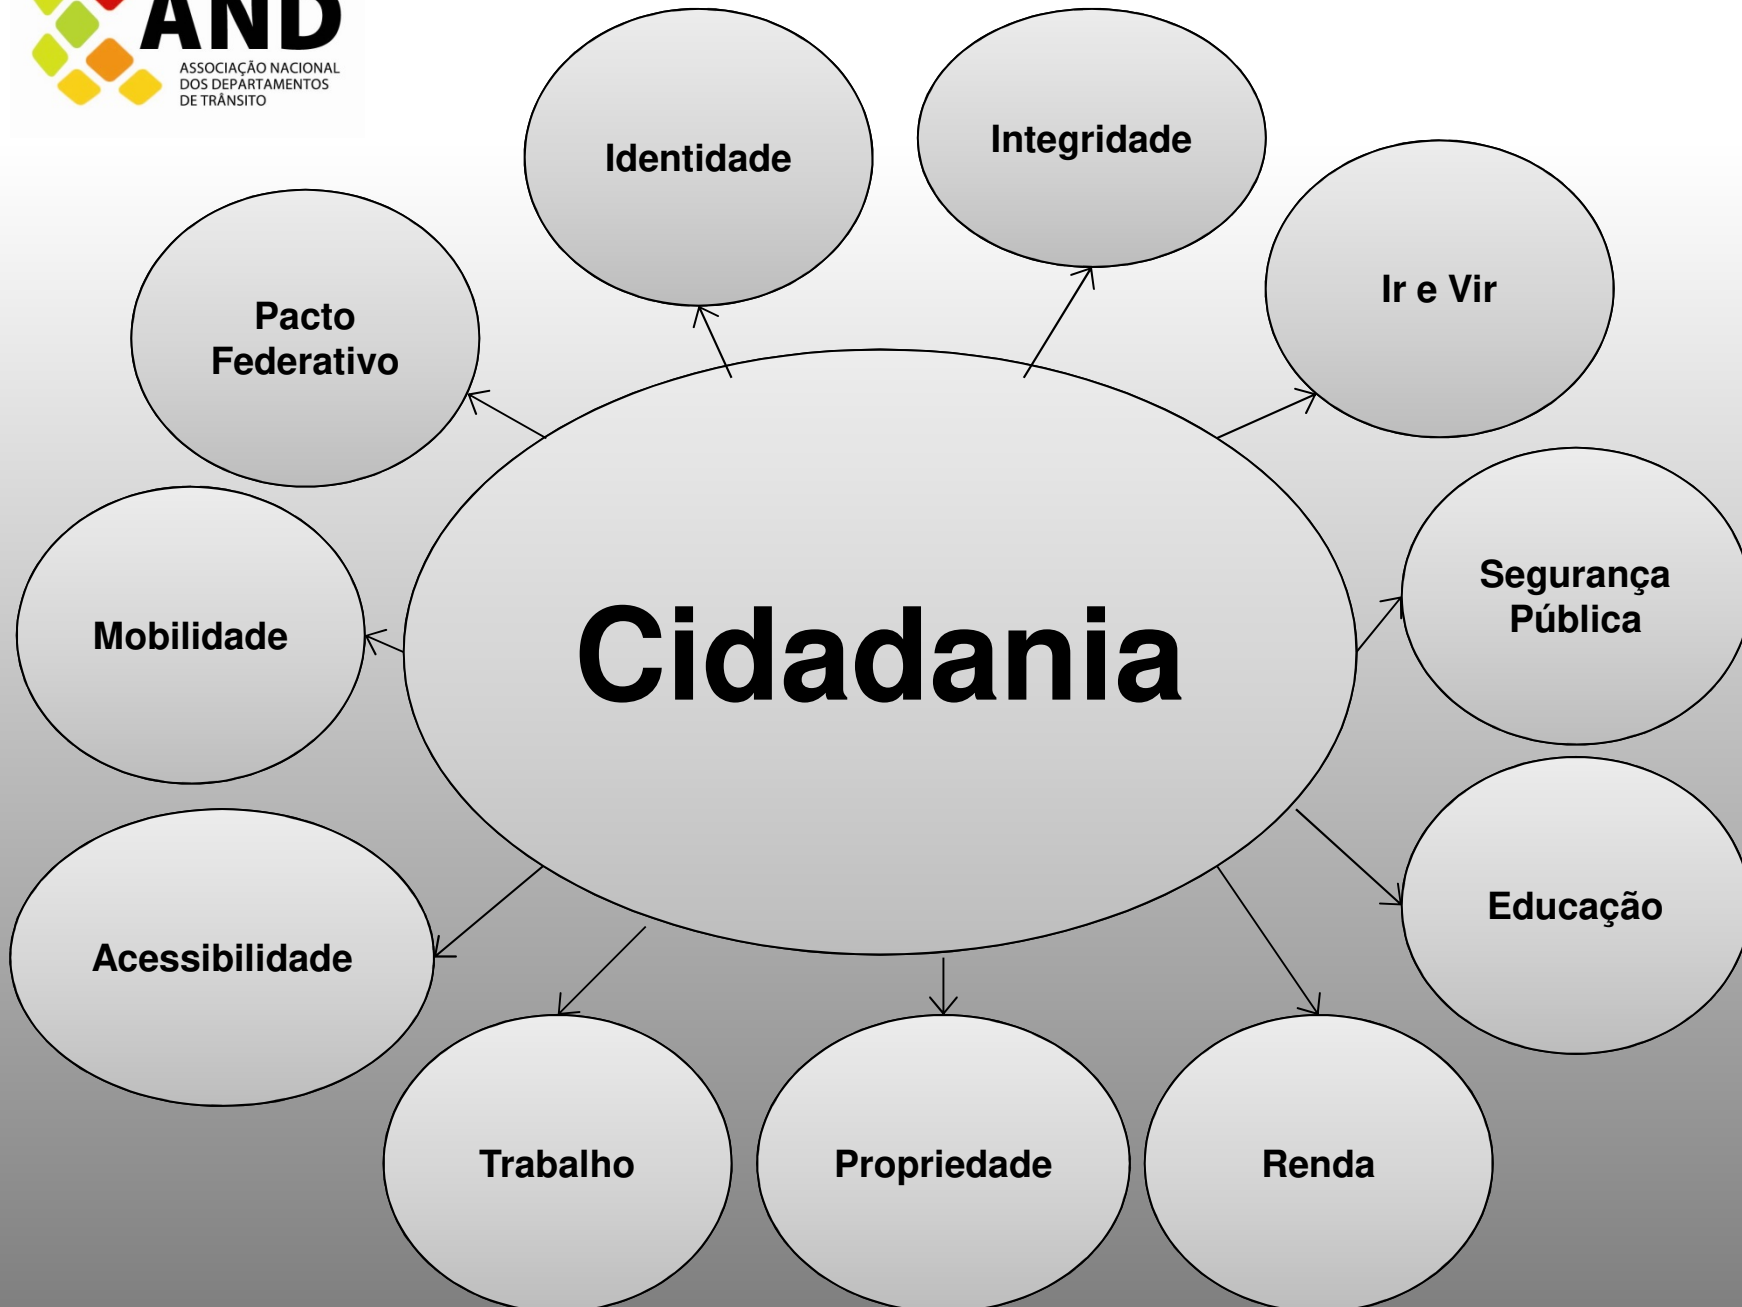 AND
ASSOCIAÇÃO NACIONAL
DOS DEPARTAMENTOS
DE TRÂNSITO
Identidade
Integridade
Ir e Vir
Pacto
Federativo
Segurança
Pública
Mobilidade
Cidadania
Educação
Acessibilidade
Trabalho
Propriedade
Renda